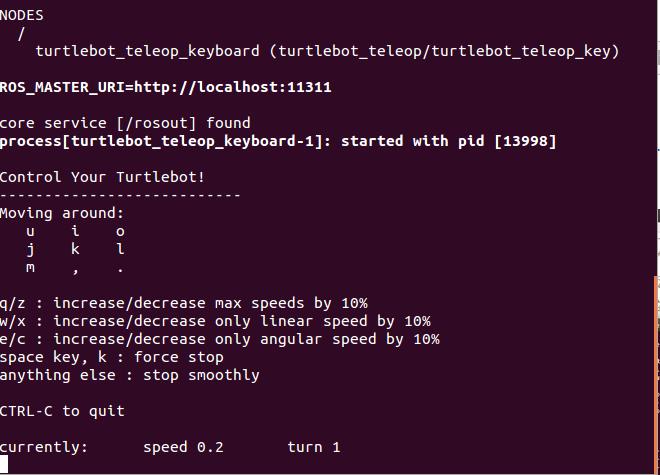 NODES
/
turtlebot_teleop_keyboard (turtlebot_teleop/turtlebot_teleop_key)
ROS_MASTER_URI=http://localhost:11311
core service [/rosout] found
process[turtlebot_teleop_keyboard-1]: started with pid [13998]
Control Your Turtlebot!
---------------------------
Moving around:
u    i    o
j    k    l
m    ,    .
q/z : increase/decrease max speeds by 10%
w/x : increase/decrease only linear speed by 10%
e/c : increase/decrease only angular speed by 10%
space key, k : force stop
anything else : stop smoothly
CTRL-C to quit
currently:      speed 0.2       turn 1